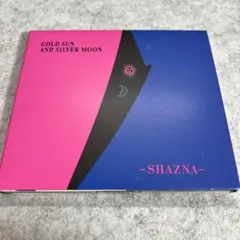 GOLD SUN
AND SILVER MOON
-SHAZNA-